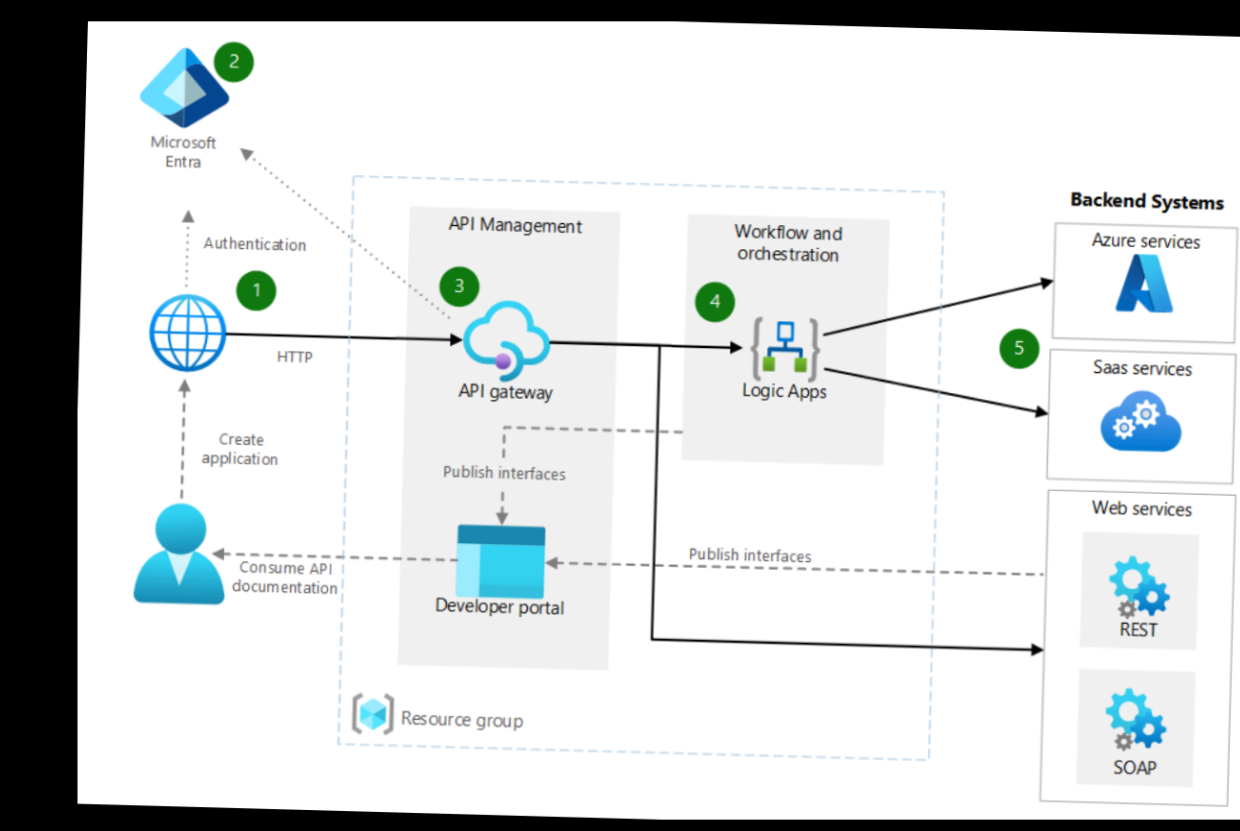 2
Microsoft
Entra
Authentication
1
HTTP
Create
application
Consume API
documentation
API Management
3
API gateway
Publish interfaces
Developer portal
Resource group
Workflow and
orchestration
4
Logic Apps
Publish interfaces
5
Backend Systems
Azure services
Saas services
Web services
REST
SOAP